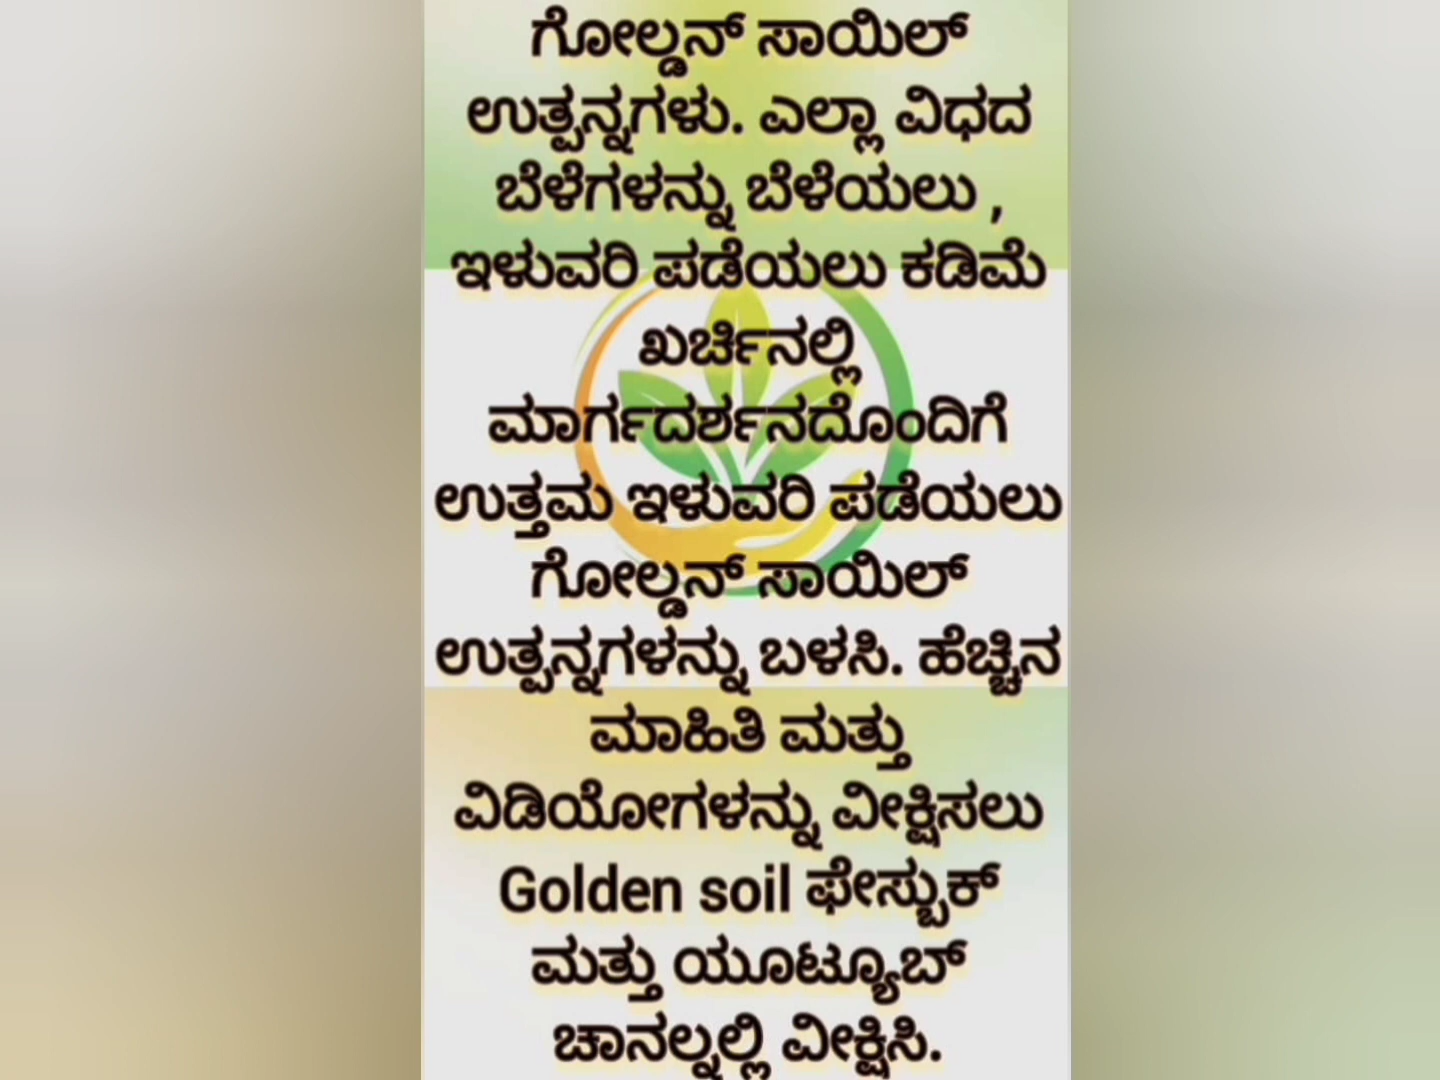 ಗೋಲ್ಡನ್ ಸಾಯಿಲ್
ಉತ್ಪನ್ನಗಳು. ಎಲ್ಲಾ ವಿಧದ
ಬೆಳೆಗಳನ್ನು ಬೆಳೆಯಲು ,
ಇಳುವರಿ ಪಡೆಯಲು ಕಡಿಮೆ
ಖರ್ಚಿನಲ್ಲಿ
ಮಾರ್ಗದರ್ಶನದೊಂದಿಗೆ
ಉತ್ತಮ ಇಳುವರಿ ಪಡೆಯಲು
ಗೋಲ್ಡನ್ ಸಾಯಿಲ್
ಉತ್ಪನ್ನಗಳನ್ನು ಬಳಸಿ. ಹೆಚ್ಚಿನ
ಮಾಹಿತಿ ಮತ್ತು
ವಿಡಿಯೋಗಳನ್ನು ವೀಕ್ಷಿಸಲು
Golden soil ಫೇಸ್ಬುಕ್
ಮತ್ತು ಯೂಟ್ಯೂಬ್
ಚಾನಲ್ನಲ್ಲಿ ವೀಕ್ಷಿಸಿ.